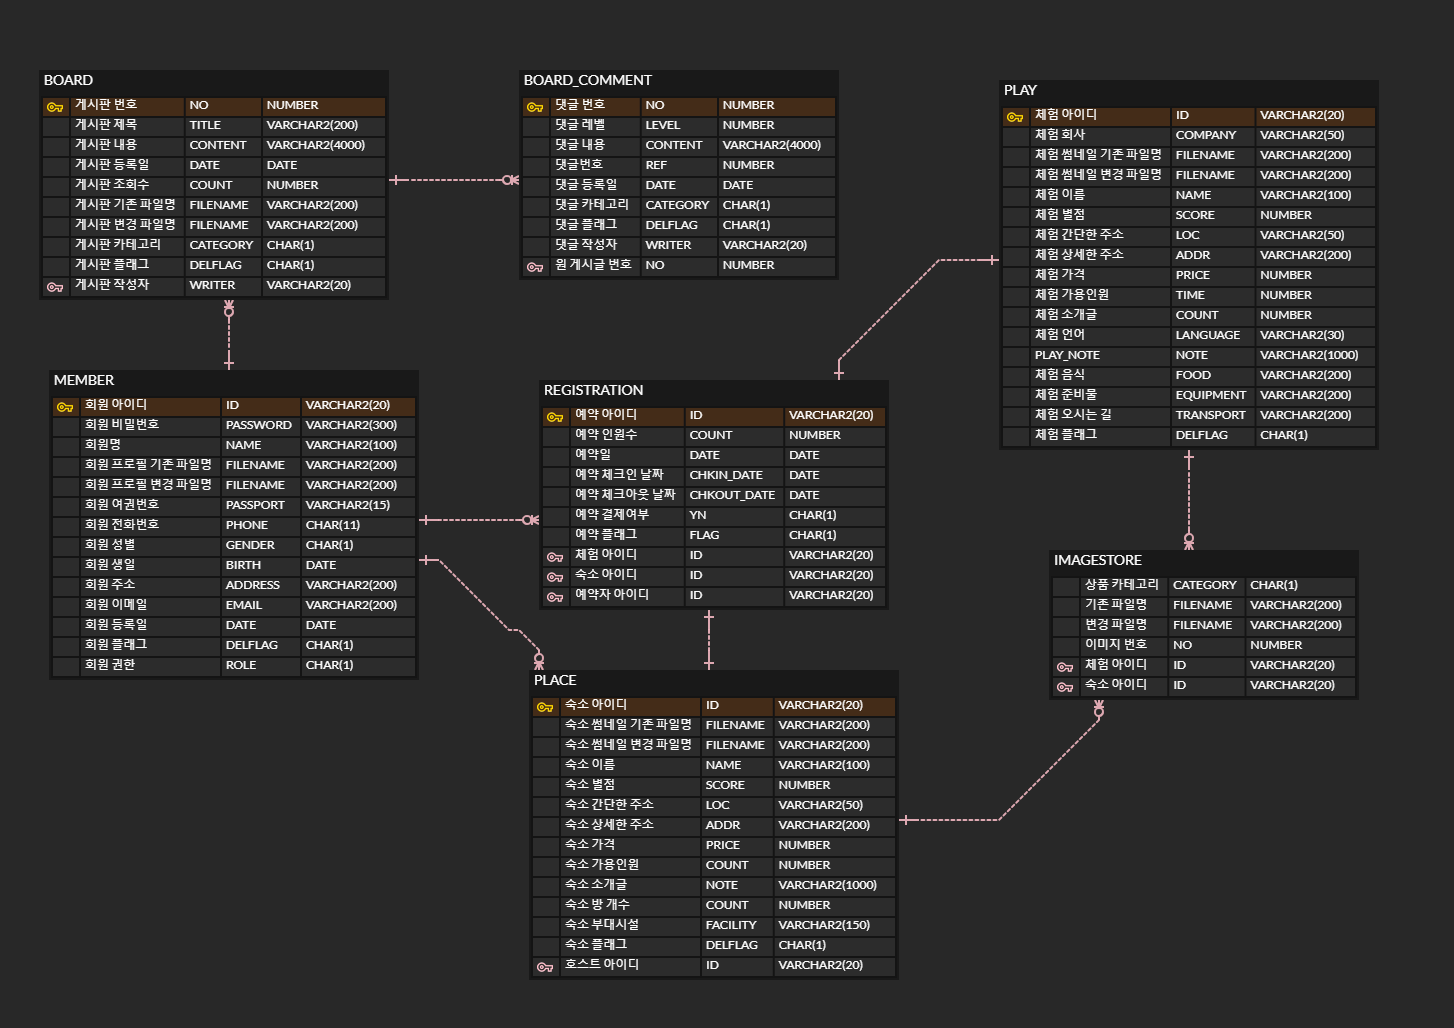 BOARD
게시판 번호 NO NUMBER
게시판 제목 TITLE VARCHAR2(200)
게시판 내용 CONTENT VARCHAR2(4000)
게시판 등록일 DATE DATE
게시판 조회수 COUNT NUMBER
게시판 기존 파일명 FILENAME VARCHAR2(200)
게시판 변경 파일명 FILENAME VARCHAR2(200)
게시판 카테고리 CATEGORY CHAR(1)
게시판 플래그 DELFLAG CHAR(1)
게시판 작성자 WRITER VARCHAR2(20)
BOARD_COMMENT
댓글 번호 NO NUMBER
댓글 레벨 LEVEL NUMBER
댓글 내용 CONTENT VARCHAR2(4000)
댓글번호 REF NUMBER
댓글 등록일 DATE DATE
댓글 카테고리 CATEGORY CHAR(1)
댓글 플래그 DELFLAG CHAR(1)
댓글 작성자 WRITER VARCHAR2(20)
원 게시글 번호 NO NUMBER
PLAY
체험 아이디 ID VARCHAR2(20)
체험 회사 COMPANY VARCHAR2(50)
체험 썸네일 기존 파일명 FILENAME VARCHAR2(200)
체험 썸네일 변경 파일명 FILENAME VARCHAR2(200)
체험 이름 NAME VARCHAR2(100)
체험 별점 SCORE NUMBER
체험 간단한 주소 LOC VARCHAR2(50)
체험 상세한 주소 ADDR VARCHAR2(200)
체험 가격 PRICE NUMBER
체험 가용인원 TIME NUMBER
체험 소개글 COUNT NUMBER
체험 언어 LANGUAGE VARCHAR2(30)
PLAY_NOTE NOTE VARCHAR2(1000)
체험 음식 FOOD VARCHAR2(200)
체험 준비물 EQUIPMENT VARCHAR2(200)
체험 오시는 길 TRANSPORT VARCHAR2(200)
체험 플래그 DELFLAG CHAR(1)
MEMBER
회원 아이디 ID VARCHAR2(20)
회원 비밀번호 PASSWORD VARCHAR2(300)
회원명 NAME VARCHAR2(100)
회원 프로필 기존 파일명 FILENAME VARCHAR2(200)
회원 프로필 변경 파일명 FILENAME VARCHAR2(200)
회원 여권번호 PASSPORT VARCHAR2(15)
회원 전화번호 PHONE CHAR(11)
회원 성별 GENDER CHAR(1)
회원 생일 BIRTH DATE
회원 주소 ADDRESS VARCHAR2(200)
회원 이메일 EMAIL VARCHAR2(200)
회원 등록일 DATE DATE
회원 플래그 DELFLAG CHAR(1)
회원 권한 ROLE CHAR(1)
REGISTRATION
예약 아이디 ID VARCHAR2(20)
예약 인원수 COUNT NUMBER
예약일 DATE DATE
예약 체크인 날짜 CHKIN_DATE DATE
예약 체크아웃 날짜 CHKOUT_DATE DATE
예약 결제여부 YN CHAR(1)
예약 플래그 FLAG CHAR(1)
체험 아이디 ID VARCHAR2(20)
숙소 아이디 ID VARCHAR2(20)
예약자 아이디 ID VARCHAR2(20)
IMAGESTORE
상품 카테고리 CATEGORY CHAR(1)
기존 파일명 FILENAME VARCHAR2(200)
변경 파일명 FILENAME VARCHAR2(200)
이미지 번호 NO NUMBER
체험 아이디 ID VARCHAR2(20)
숙소 아이디 ID VARCHAR2(20)
PLACE
숙소 아이디 ID VARCHAR2(20)
숙소 썸네일 기존 파일명 FILENAME VARCHAR2(200)
숙소 썸네일 변경 파일명 FILENAME VARCHAR2(200)
숙소 이름 NAME VARCHAR2(100)
숙소 별점 SCORE NUMBER
숙소 간단한 주소 LOC VARCHAR2(50)
숙소 상세한 주소 ADDR VARCHAR2(200)
숙소 가격 PRICE NUMBER
숙소 가용인원 COUNT NUMBER
숙소 소개글 NOTE VARCHAR2(1000)
숙소 방 개수 COUNT NUMBER
숙소 부대시설 FACILITY VARCHAR2(150)
숙소 플래그 DELFLAG CHAR(1)
호스트 아이디 ID VARCHAR2(20)